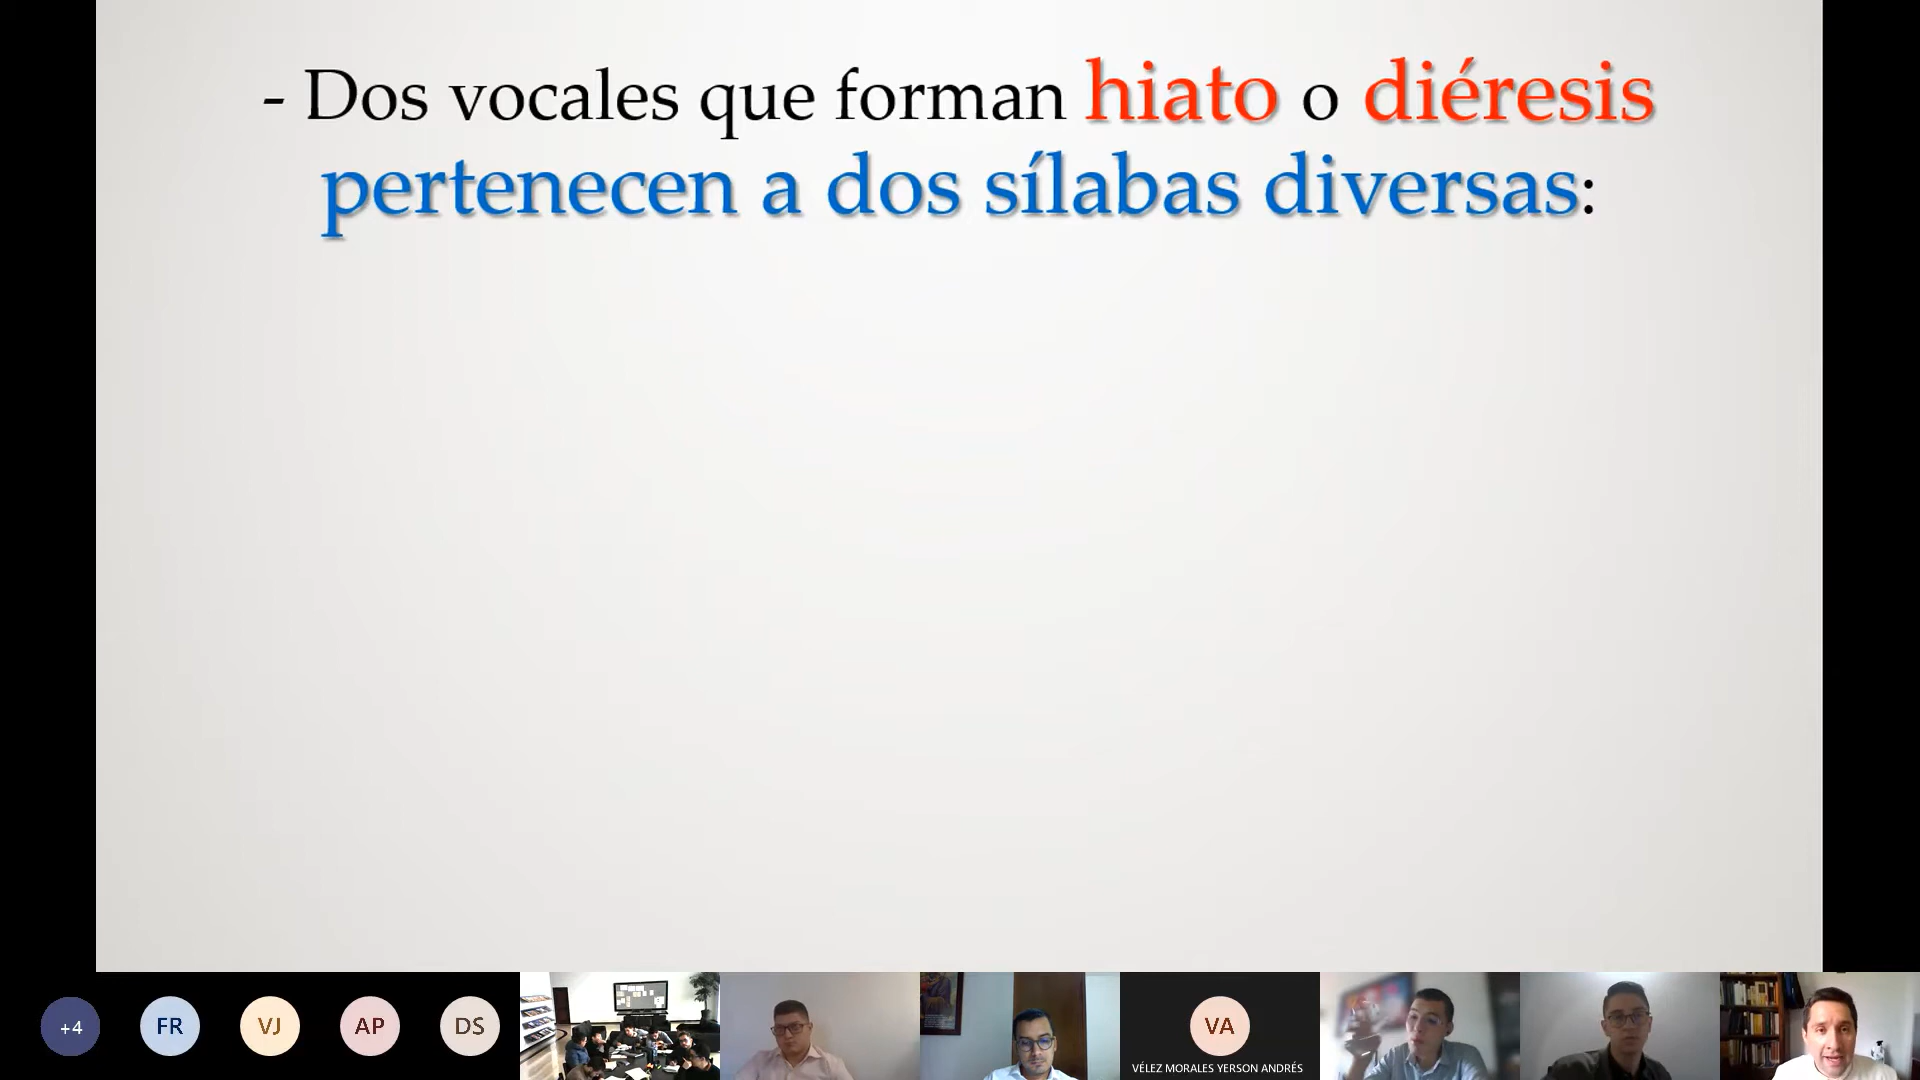 - Dos vocales que forman hiato o diéresis
pertenecen a dos sílabas diversas:
+4
FR
VJ
AP
DS
VA
VÉLEZ MORALES YERSON ANDRÉS